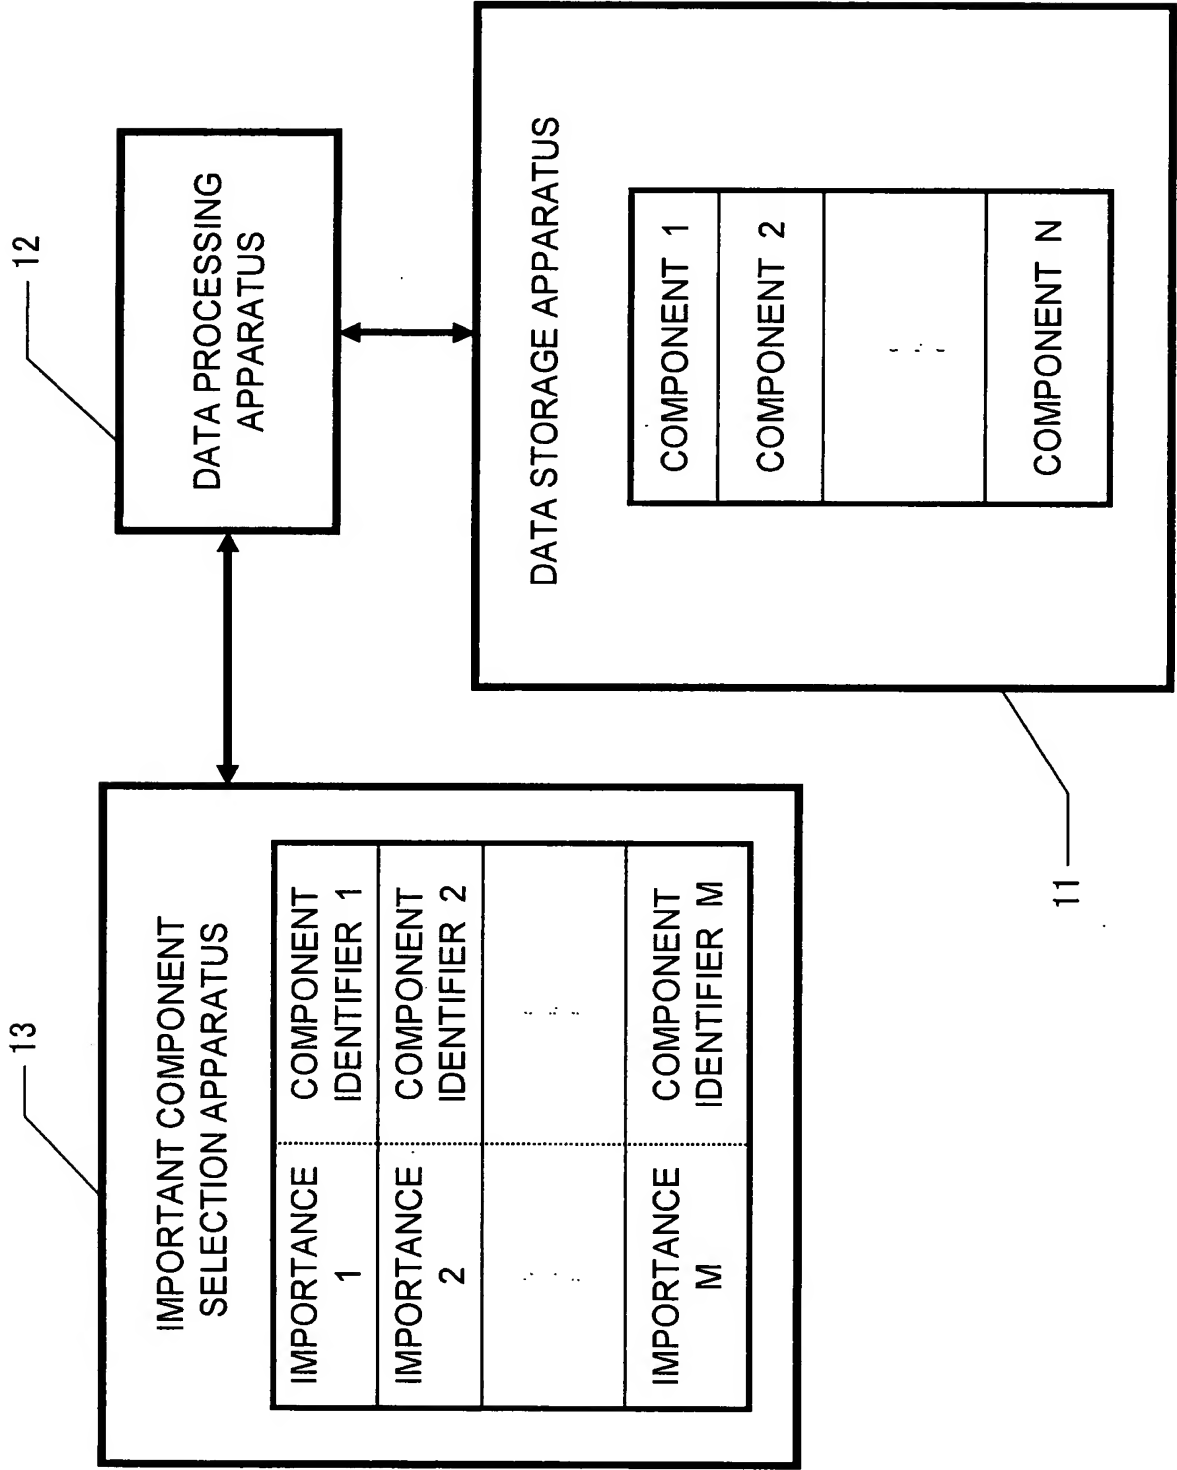 13
IMPORTANT COMPONENT
SELECTION APPARATUS
IMPORTANCE
1
COMPONENT
IDENTIFIER 1
IMPORTANCE
2
COMPONENT
IDENTIFIER 2
IMPORTANCE
M
COMPONENT
IDENTIFIER M
12
DATA PROCESSING
APPARATUS
DATA STORAGE APPARATUS
COMPONENT 1
COMPONENT 2
COMPONENT N
11